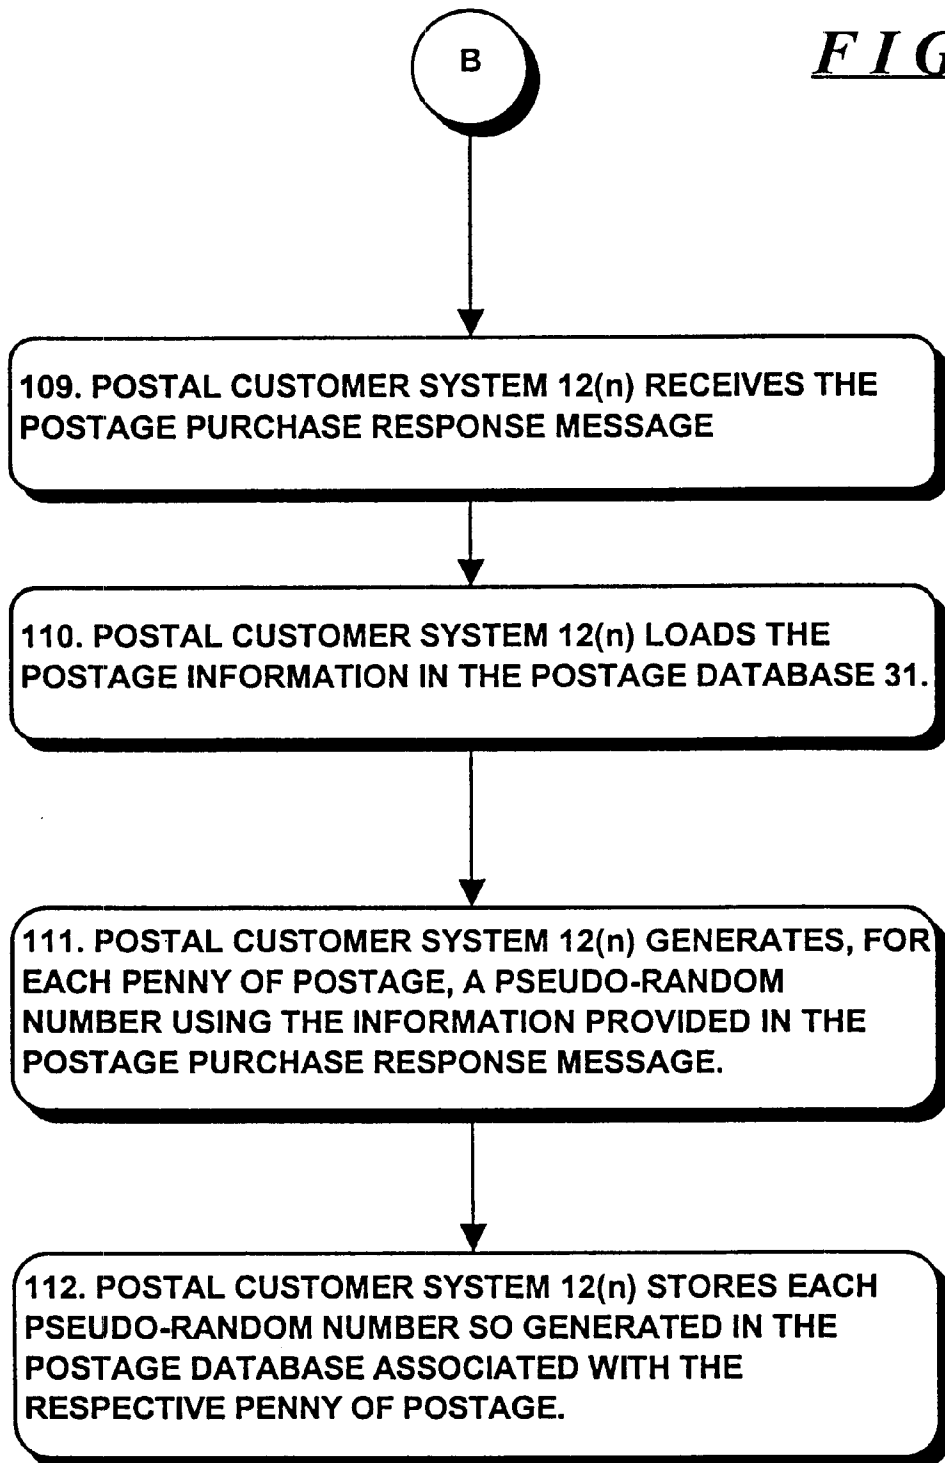 B
FIG
109. POSTAL CUSTOMER SYSTEM 12(n) RECEIVES THE
POSTAGE PURCHASE RESPONSE MESSAGE
110. POSTAL CUSTOMER SYSTEM 12(n) LOADS THE
POSTAGE INFORMATION IN THE POSTAGE DATABASE 31.
111. POSTAL CUSTOMER SYSTEM 12(n) GENERATES, FOR
EACH PENNY OF POSTAGE, A PSEUDO-RANDOM
NUMBER USING THE INFORMATION PROVIDED IN THE
POSTAGE PURCHASE RESPONSE MESSAGE.
112. POSTAL CUSTOMER SYSTEM 12(n) STORES EACH
PSEUDO-RANDOM NUMBER SO GENERATED IN THE
POSTAGE DATABASE ASSOCIATED WITH THE
RESPECTIVE PENNY OF POSTAGE.